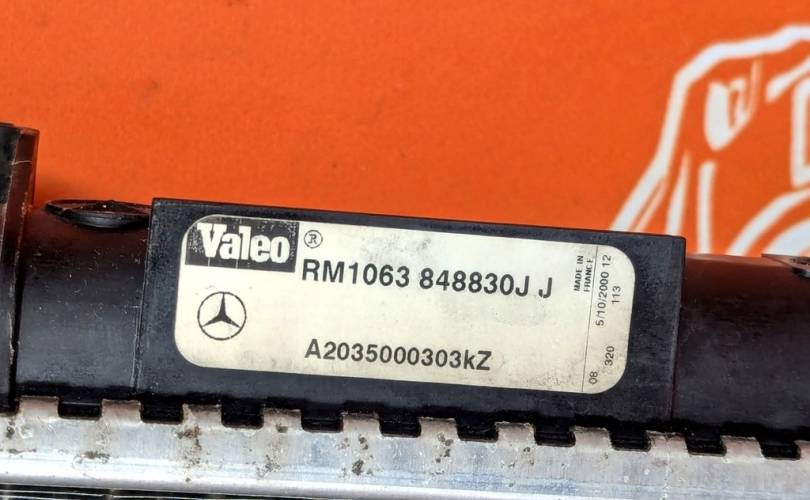 Valeo ®
RM1063 848830J J
A2035000303kZ
MADE IN
FRANCE
5/10/2000 12
113
08 320